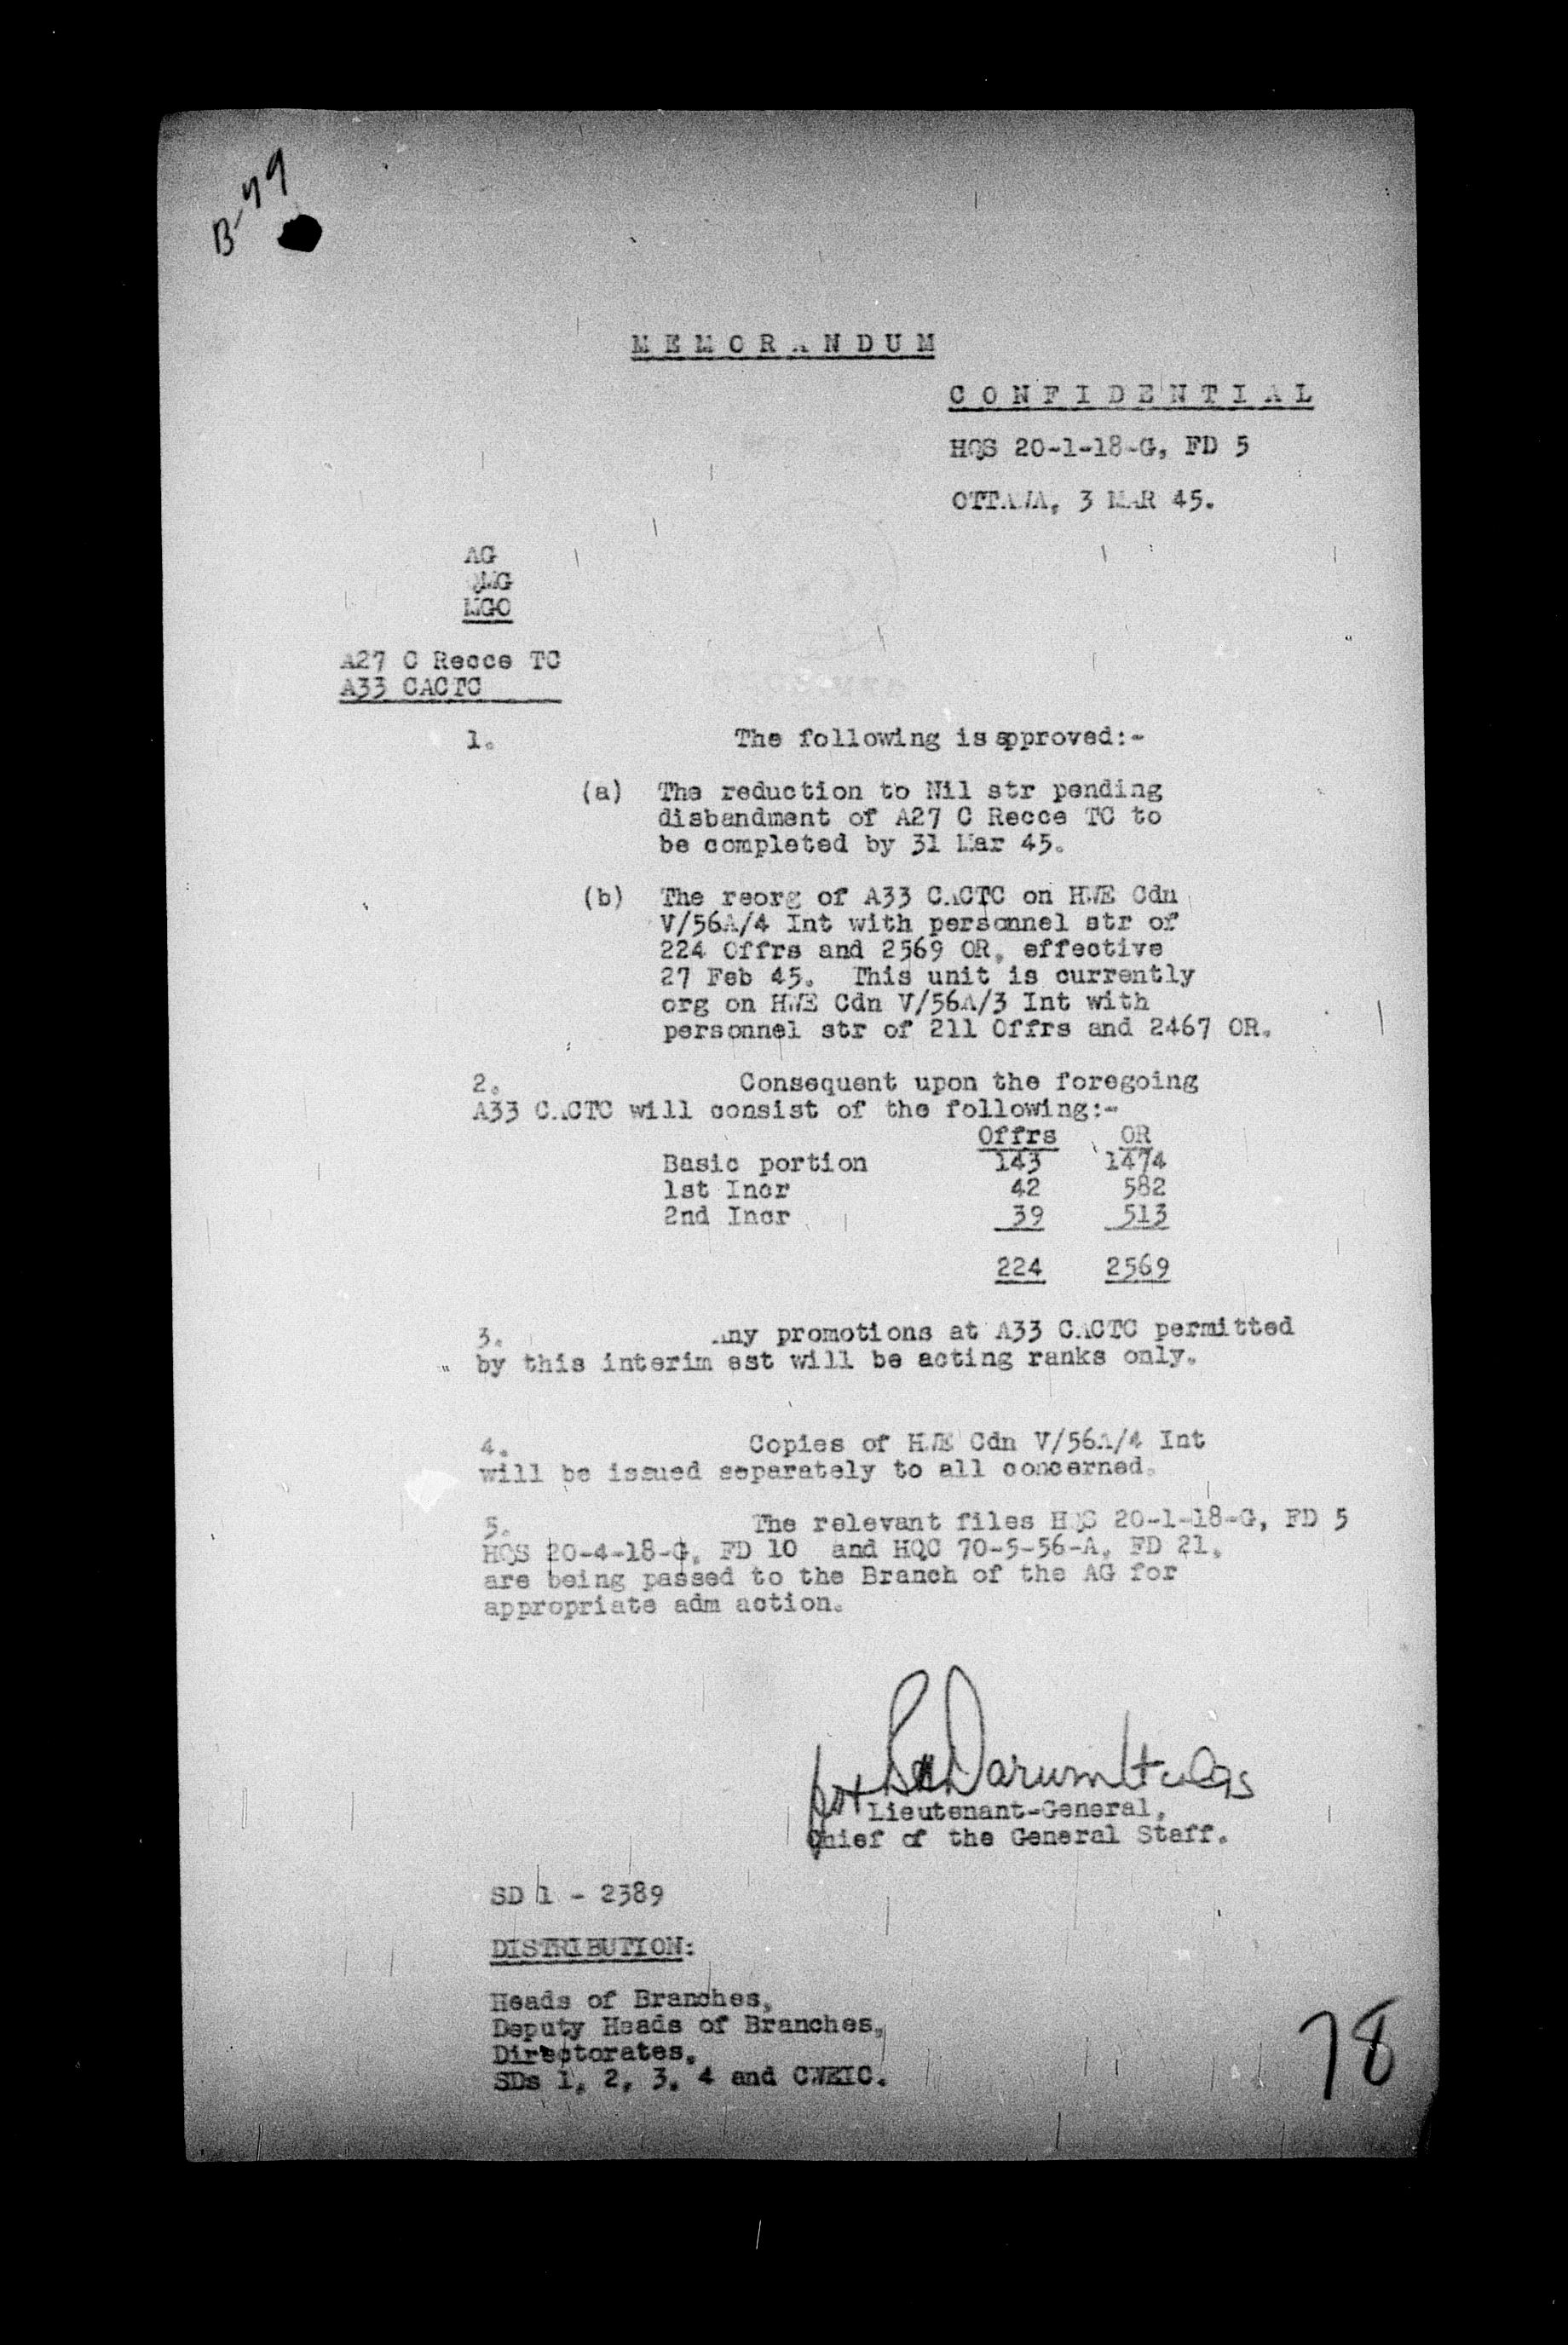 B-49
M E M O R A N D U M
C O N F I D E N T I A L
HQS 20-1-18-G, FD 5
OTTAWA, 3 MAR 45.
AG
QMG
MGO
A27 C Recce TC
A33 CACTC
1. The following is approved:-
(a) The reduction to Nil str pending
disbandment of A27 C Recce TC to
be completed by 31 Mar 45.
(b) The reorg of A33 CACTC on HWE Cdn
V/56A/4 Int with personnel str of
224 Offrs and 2569 OR, effective
27 Feb 45. This unit is currently
org on HWE Cdn V/56A/3 Int with
personnel str of 211 Offrs and 2467 OR.
2. Consequent upon the foregoing
A33 CACTC will consist of the following:-
Offrs OR
Basic portion 143 1474
1st Incr 42 582
2nd Incr 39 513
224 2569
3. Any promotions at A33 CACTC permitted
by this interim est will be acting ranks only.
4. Copies of HWE Cdn V/56A/4 Int
will be issued separately to all concerned.
5. The relevant files HQS 20-1-18-G, FD 5
HQS 20-4-18-G, FD 10 and HQC 70-5-56-A, FD 21,
are being passed to the Branch of the AG for
appropriate adm action.
for
Lieutenant-General,
Chief of the General Staff.
SD 1 - 2389
DISTRIBUTION:
Heads of Branches,
Deputy Heads of Branches,
Directorates,
SDs 1, 2, 3, 4 and CWEIC.
78